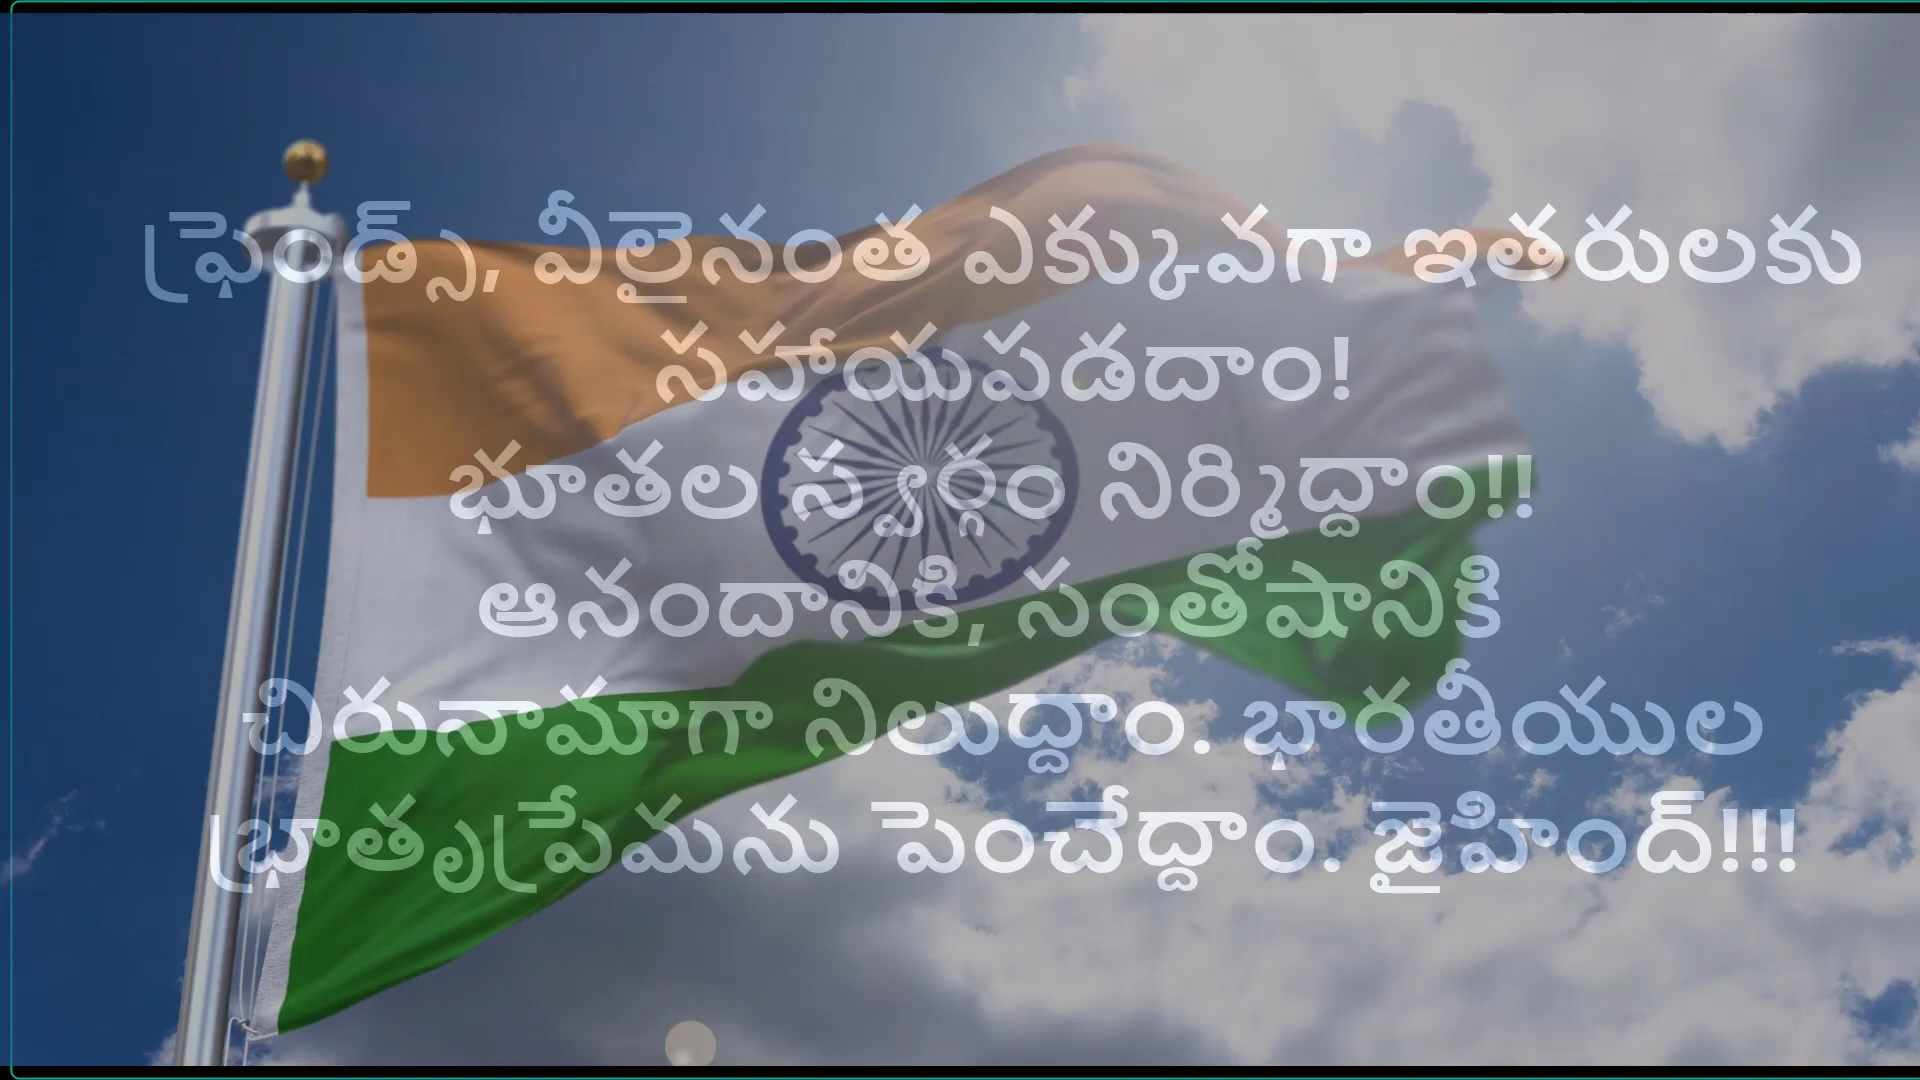 ఫ్రెండ్స్, వీలైనంత ఎక్కువగా ఇతరులకు
సహాయపడదాం!
భూతల స్వర్గం నిర్మిద్దాం!!
ఆనందానికి, సంతోషానికి
చిరునామాగా నిలుద్దాం. భారతీయుల
భ్రాతృప్రేమను పెంచేద్దాం. జైహింద్!!!